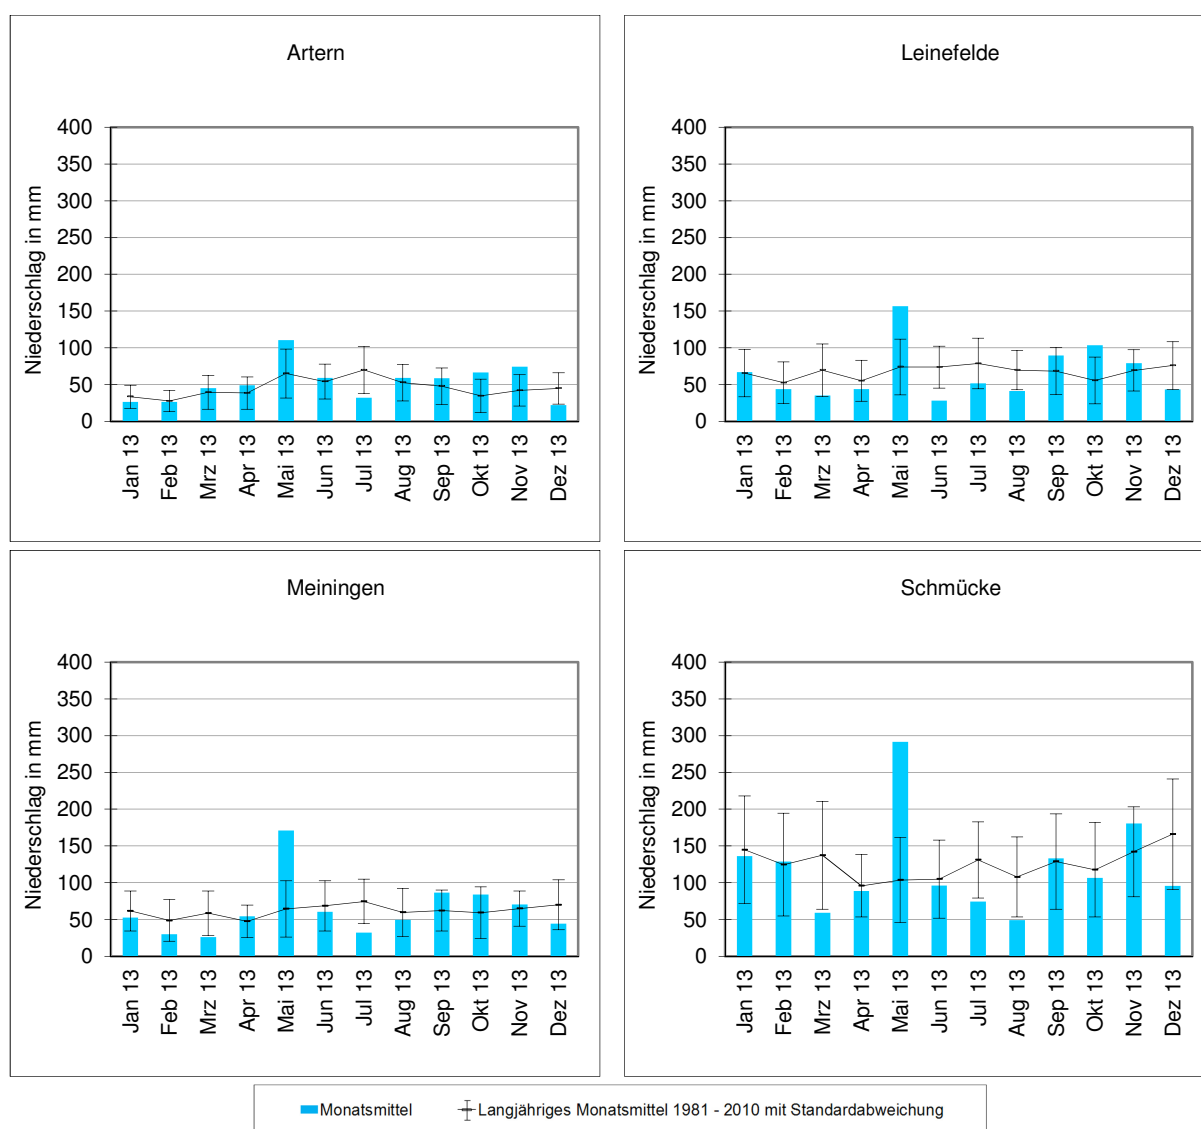 Artern
Niederschlag in mm
400
350
300
250
200
150
100
50
0
Jan 13
Feb 13
Mrz 13
Apr 13
Mai 13
Jun 13
Jul 13
Aug 13
Sep 13
Okt 13
Nov 13
Dez 13
Leinefelde
Niederschlag in mm
400
350
300
250
200
150
100
50
0
Jan 13
Feb 13
Mrz 13
Apr 13
Mai 13
Jun 13
Jul 13
Aug 13
Sep 13
Okt 13
Nov 13
Dez 13
Meiningen
Niederschlag in mm
400
350
300
250
200
150
100
50
0
Jan 13
Feb 13
Mrz 13
Apr 13
Mai 13
Jun 13
Jul 13
Aug 13
Sep 13
Okt 13
Nov 13
Dez 13
Schmücke
Niederschlag in mm
400
350
300
250
200
150
100
50
0
Jan 13
Feb 13
Mrz 13
Apr 13
Mai 13
Jun 13
Jul 13
Aug 13
Sep 13
Okt 13
Nov 13
Dez 13
Monatsmittel
Langjähriges Monatsmittel 1981 - 2010 mit Standardabweichung